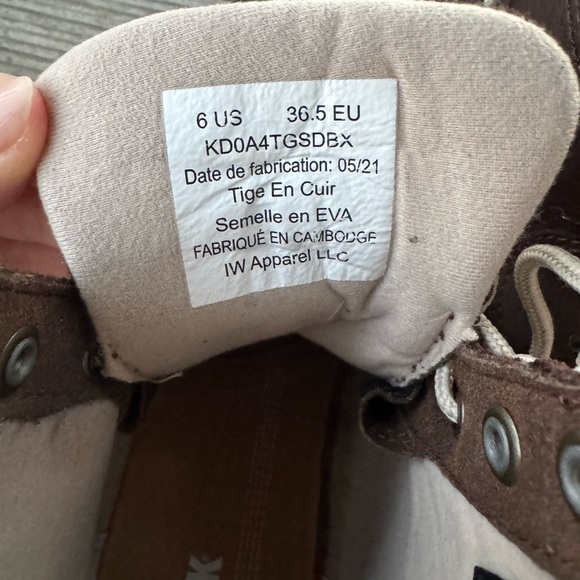 6 US 36.5 EU
KD0A4TGSDBX
Date de fabrication: 05/21
Tige En Cuir
Semelle en EVA
FABRIQUÉ EN CAMBODGE
IW Apparel LLC
K